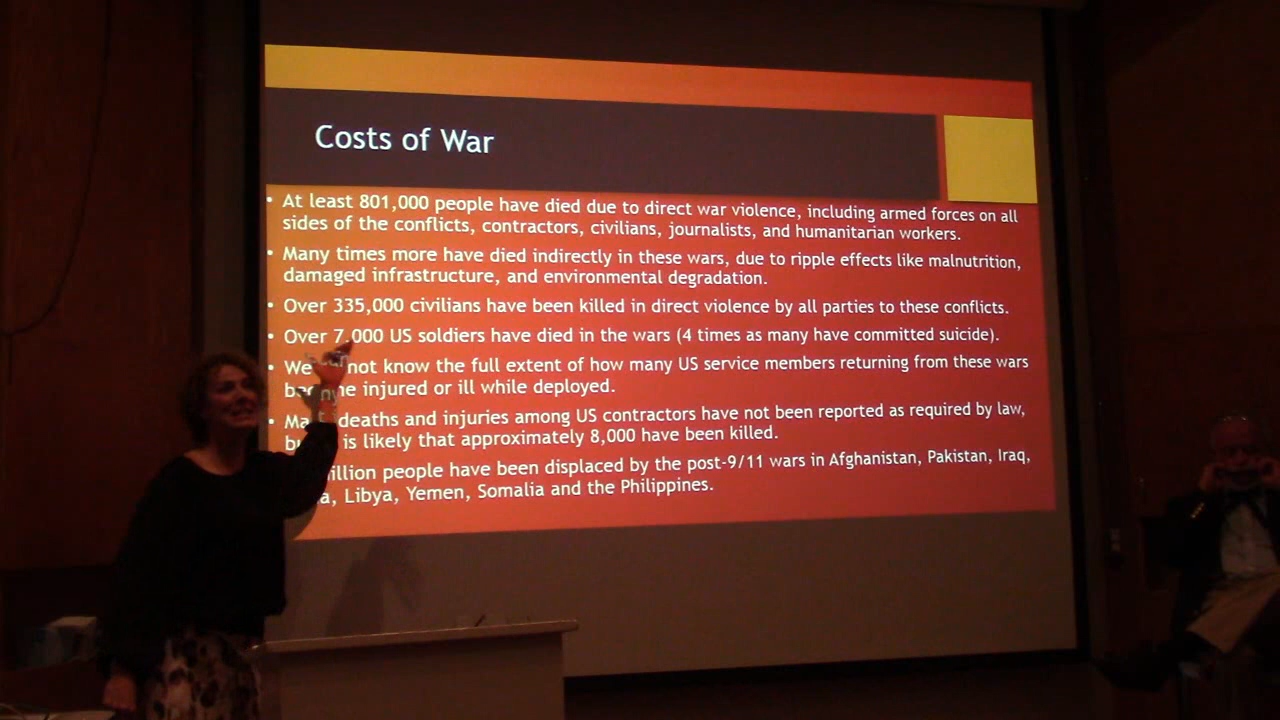 Costs of War
• At least 801,000 people have died due to direct war violence, including armed forces on all
sides of the conflicts, contractors, civilians, journalists, and humanitarian workers.
• Many times more have died indirectly in these wars, due to ripple effects like malnutrition,
damaged infrastructure, and environmental degradation.
• Over 335,000 civilians have been killed in direct violence by all parties to these conflicts.
• Over 7,000 US soldiers have died in the wars (4 times as many have committed suicide).
• We not know the full extent of how many US service members returning from these wars
injured or ill while deployed.
• deaths and injuries among US contractors have not been reported as required by law,
is likely that approximately 8,000 have been killed.
people have been displaced by the post-9/11 wars in Afghanistan, Pakistan, Iraq,
Libya, Yemen, Somalia and the Philippines.